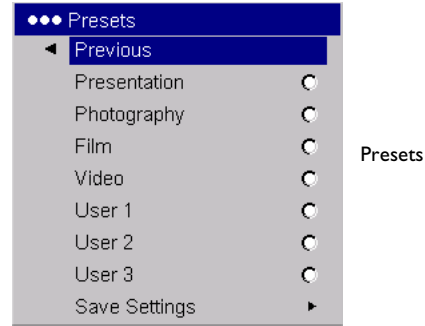 Presets
Previous
Presentation
Photography
Film
Video
User 1
User 2
User 3
Save Settings
Presets